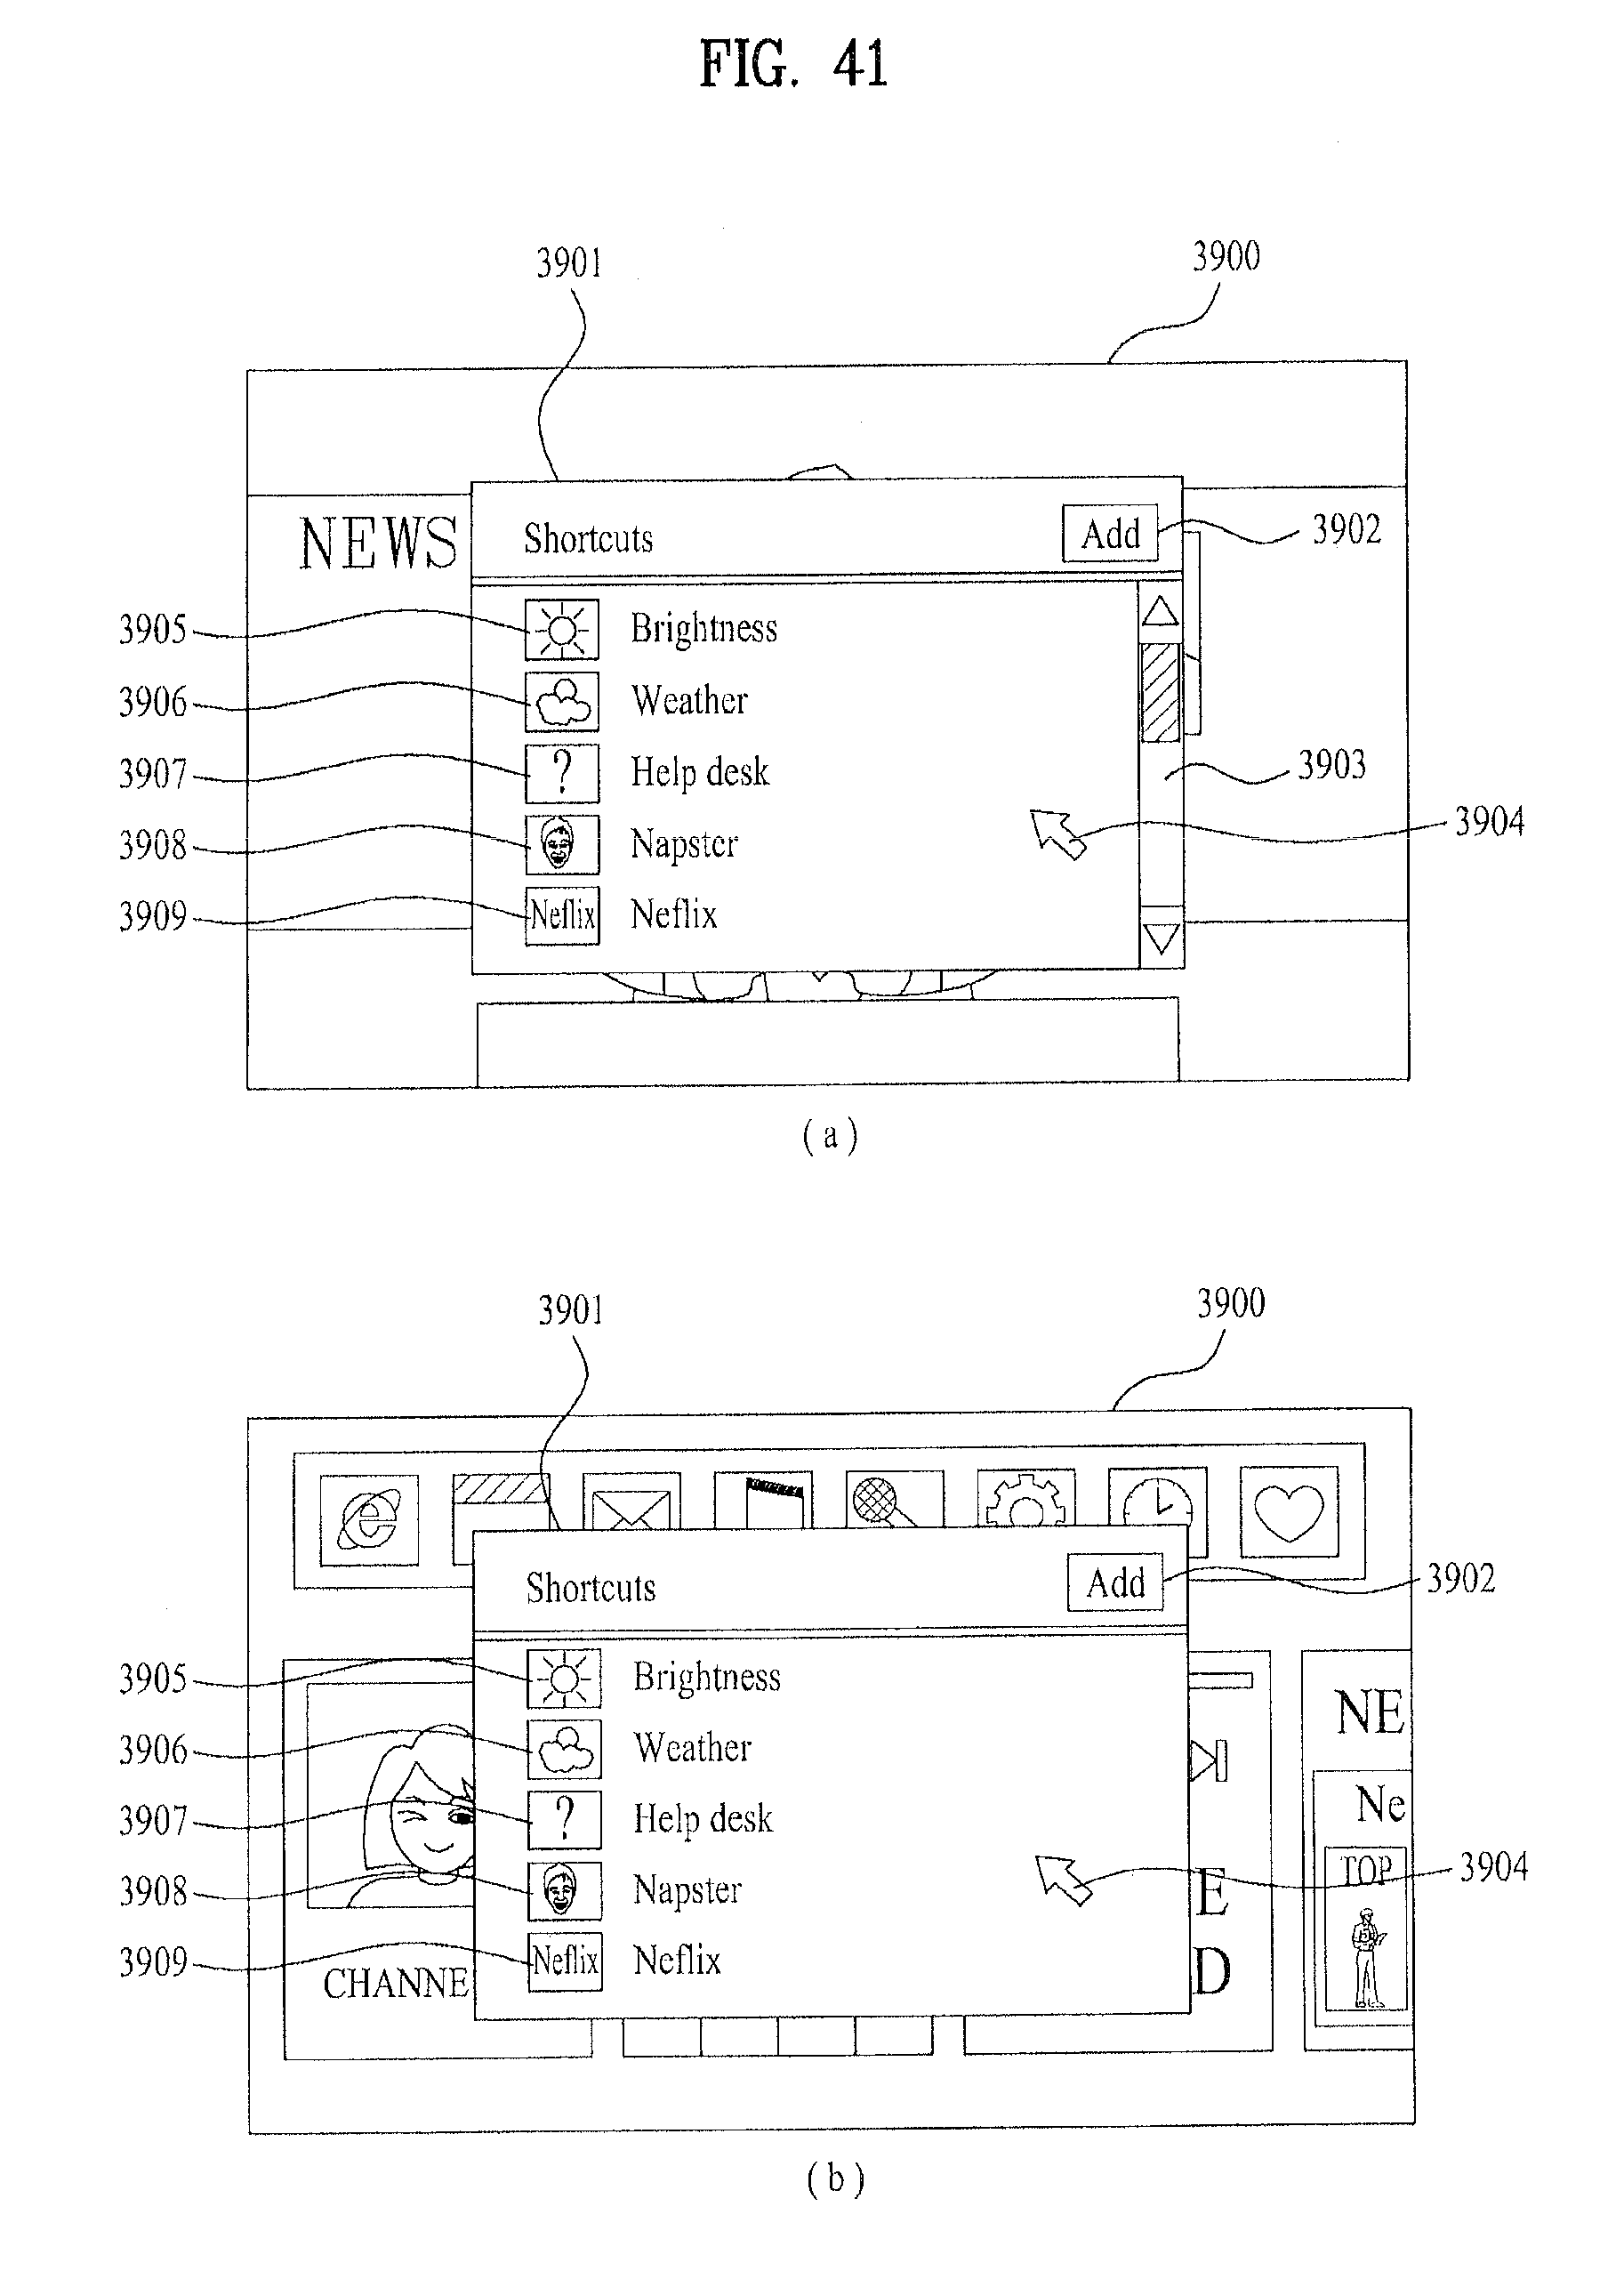 FIG. 41
3901
3900
NEWS
Shortcuts
Add
3902
3905
Brightness
3906
Weather
3907
?
Help desk
3903
3904
3908
Napster
3909
Neflix
Neflix
(a)
3901
3900
e
Shortcuts
Add
3902
3905
Brightness
NE
3906
Weather
Ne
3907
?
Help desk
TOP
3904
3908
Napster
E
3909
Neflix
Neflix
D
CHANNE
(b)